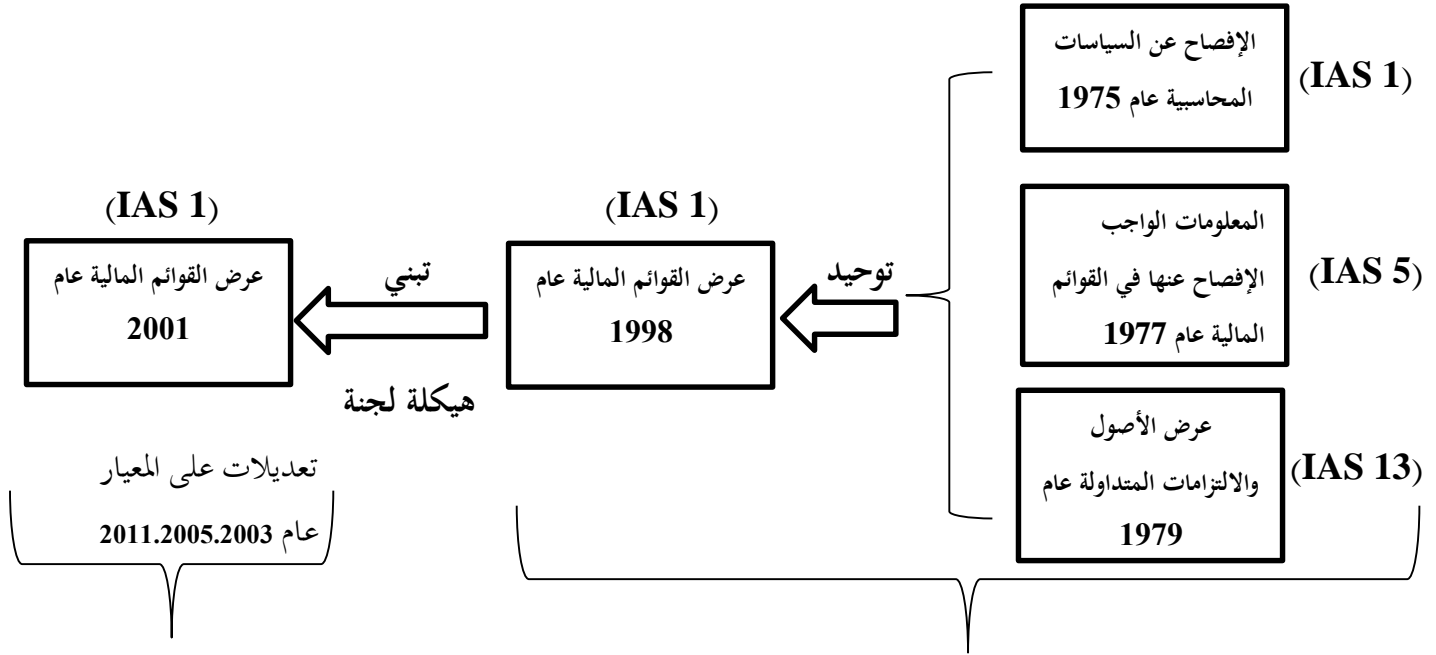 الإفصاح عن السياسات
المحاسبية عام 1975
(IAS 1)
المعلومات الواجب
الإفصاح عنها في القوائم
المالية عام 1977
(IAS 5)
عرض الأصول
والالتزامات المتداولة عام
1979
(IAS 13)
توحيد
(IAS 1)
عرض القوائم المالية عام
1998
تبني
هيكلة لجنة
(IAS 1)
عرض القوائم المالية عام
2001
تعديلات على المعيار
عام 2011.2005.2003